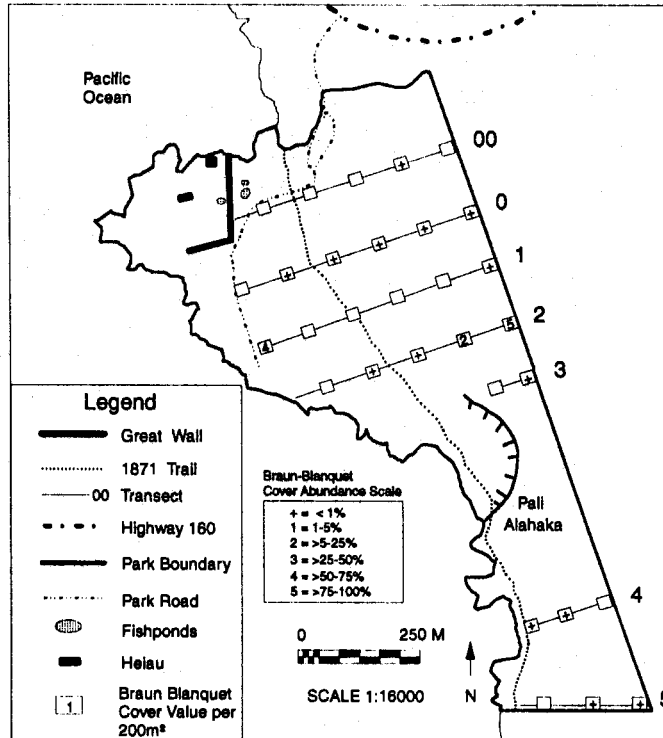 Pacific
Ocean
00
0
1
2
3
4
5
+
+
+
+
+
+
+
+
4
+
+
2
5
+
+
+
+
+
Pali
Alahaka
Legend
Great Wall
1871 Trail
00 Transect
Highway 160
Park Boundary
Park Road
Fishponds
Heiau
1 Braun Blanquet
Cover Value per
200m²
Braun-Blanquet
Cover Abundance Scale
+ = < 1%
1 = 1-5%
2 = >5-25%
3 = >25-50%
4 = >50-75%
5 = >75-100%
0 250 M
SCALE 1:16000
N